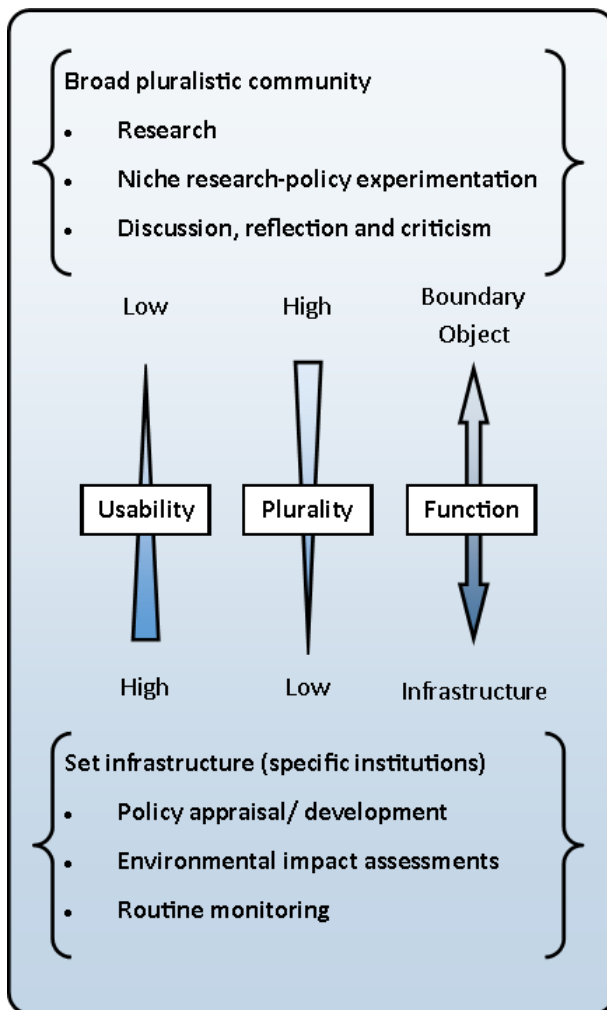 Broad pluralistic community
• Research
• Niche research-policy experimentation
• Discussion, reflection and criticism
Low High Boundary
Object
Usability Plurality Function
High Low Infrastructure
Set infrastructure (specific institutions)
• Policy appraisal/ development
• Environmental impact assessments
• Routine monitoring